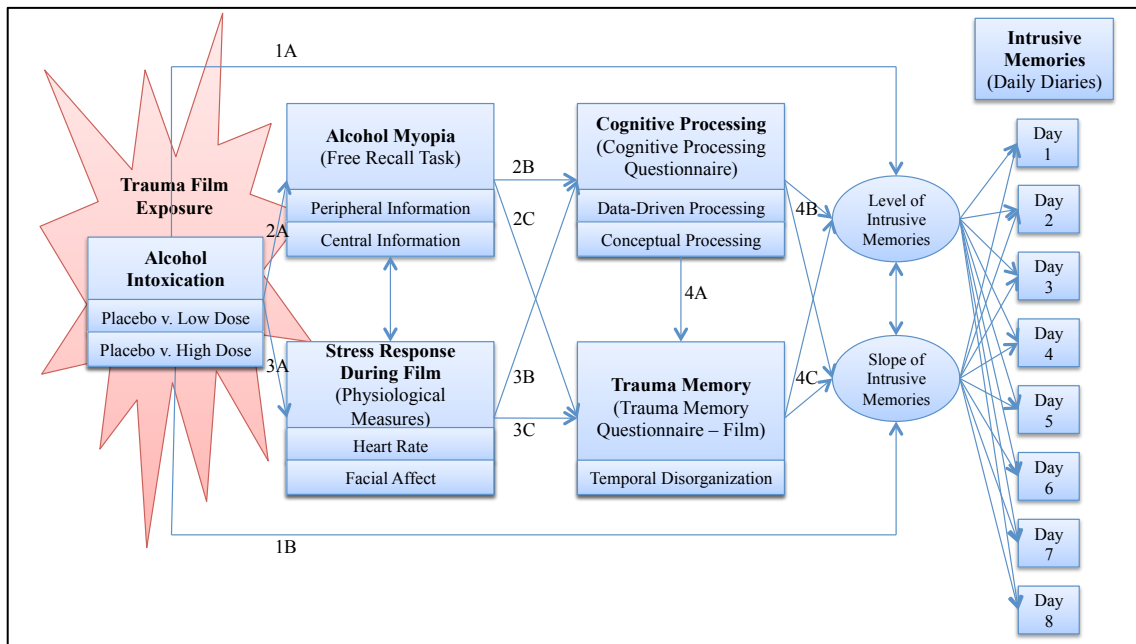 1A
Intrusive
Memories
(Daily Diaries)
Trauma Film
Exposure
Alcohol
Intoxication
Placebo v. Low Dose
Placebo v. High Dose
2A
3A
Alcohol Myopia
(Free Recall Task)
Peripheral Information
Central Information
Stress Response
During Film
(Physiological
Measures)
Heart Rate
Facial Affect
2B
2C
3B
3C
Cognitive Processing
(Cognitive Processing
Questionnaire)
Data-Driven Processing
Conceptual Processing
4A
Trauma Memory
(Trauma Memory
Questionnaire – Film)
Temporal Disorganization
4B
4C
Level of
Intrusive
Memories
Slope of
Intrusive
Memories
1B
Day
1
Day
2
Day
3
Day
4
Day
5
Day
6
Day
7
Day
8